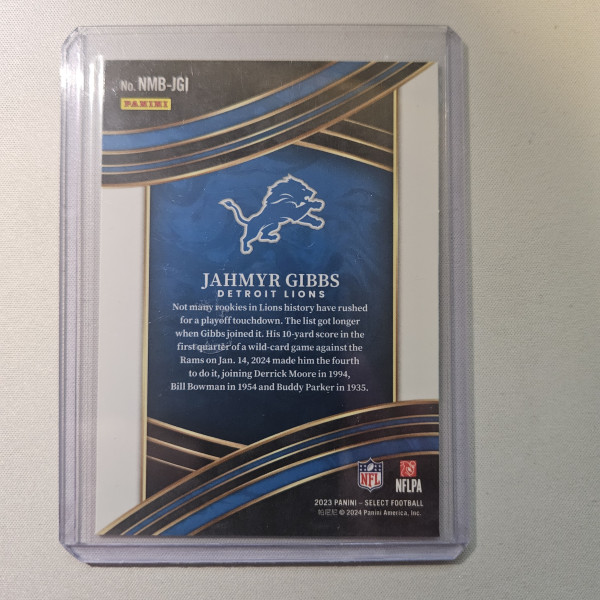 No. NMB-JGI
PANINI
JAHMYR GIBBS
DETROIT LIONS
Not many rookies in Lions history have rushed
for a playoff touchdown. The list got longer
when Gibbs joined it. His 10-yard score in the
first quarter of a wild-card game against the
Rams on Jan. 14, 2024 made him the fourth
to do it, joining Derrick Moore in 1994,
Bill Bowman in 1954 and Buddy Parker in 1935.
NFL
NFLPA
2023 PANINI – SELECT FOOTBALL
帕尼尼 © 2024 Panini America, Inc.